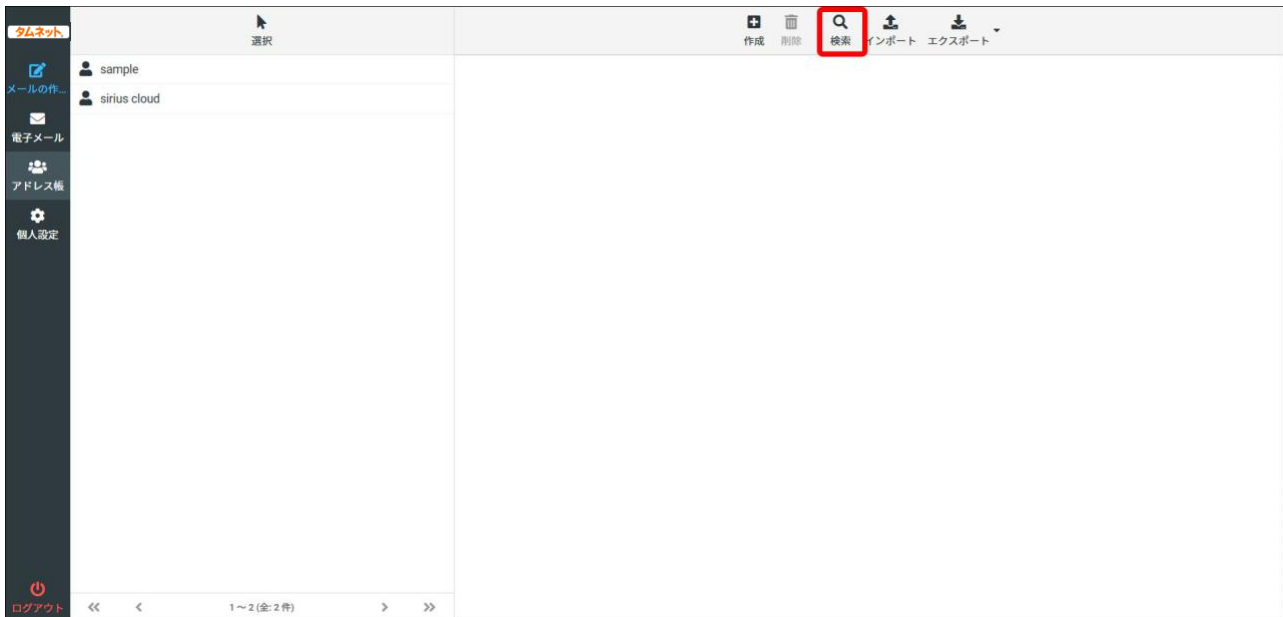 タムネット
メールの作...
電子メール
アドレス帳
個人設定
ログアウト
選択
sample
sirius cloud
1～2(全: 2 件)
作成 削除 検索 インポート エクスポート